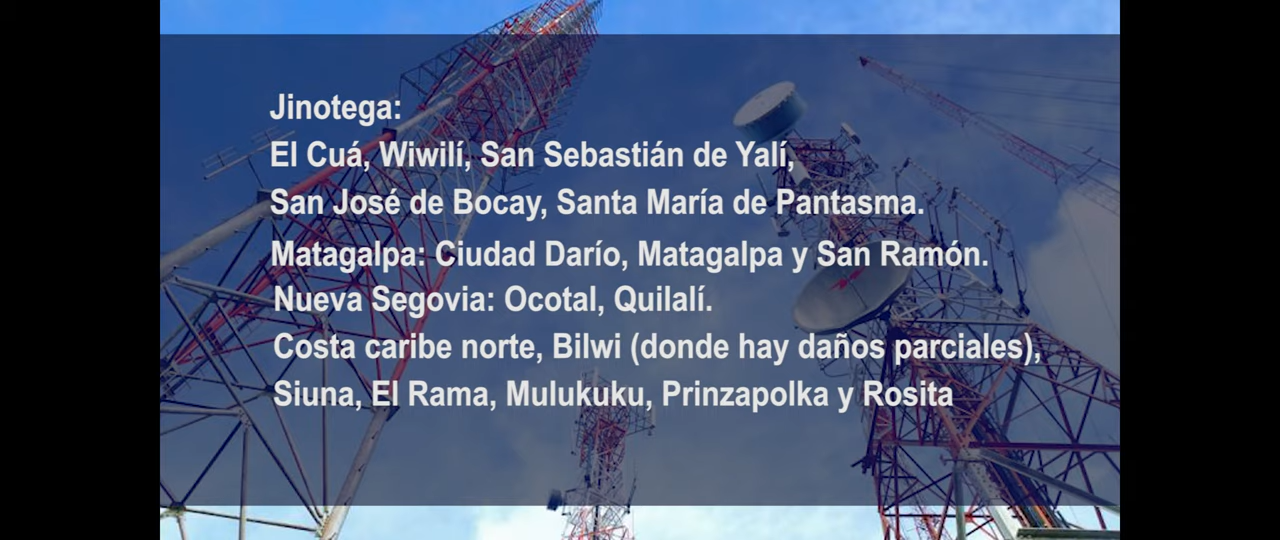 Jinotega:
El Cuá, Wiwilí, San Sebastián de Yalí,
San José de Bocay, Santa María de Pantasma.
Matagalpa: Ciudad Darío, Matagalpa y San Ramón.
Nueva Segovia: Ocotal, Quilalí.
Costa caribe norte, Bilwi (donde hay daños parciales),
Siuna, El Rama, Mulukuku, Prinzapolka y Rosita